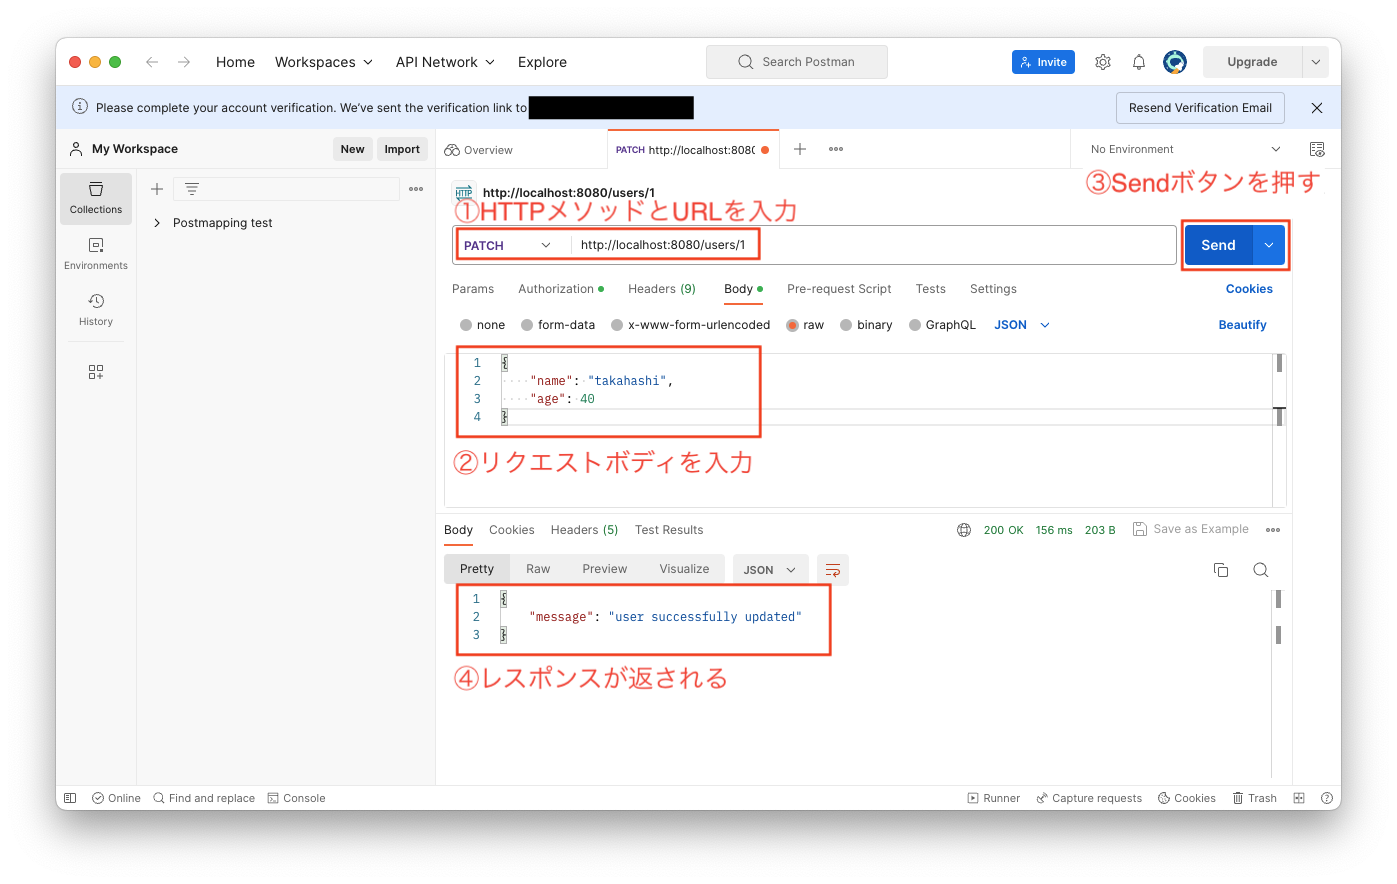 Home Workspaces API Network Explore Search Postman Invite Upgrade
Please complete your account verification. We've sent the verification link to
Resend Verification Email
My Workspace New Import
Overview PATCH http://localhost:808( No Environment
Collections
Environments
History
Postmapping test
HTTP http://localhost:8080/users/1
①HTTPメソッドとURLを入力
③Sendボタンを押す
PATCH http://localhost:8080/users/1 Send
Params Authorization Headers (9) Body Pre-request Script Tests Settings Cookies
none form-data x-www-form-urlencoded raw binary GraphQL JSON Beautify
1 {
2 "name": "takahashi",
3 "age": 40
4 }
②リクエストボディを入力
Body Cookies Headers (5) Test Results 200 OK 156 ms 203 B Save as Example
Pretty Raw Preview Visualize JSON
1 {
2 "message": "user successfully updated"
3 }
④レスポンスが返される
Online Find and replace Console Runner Capture requests Cookies Trash